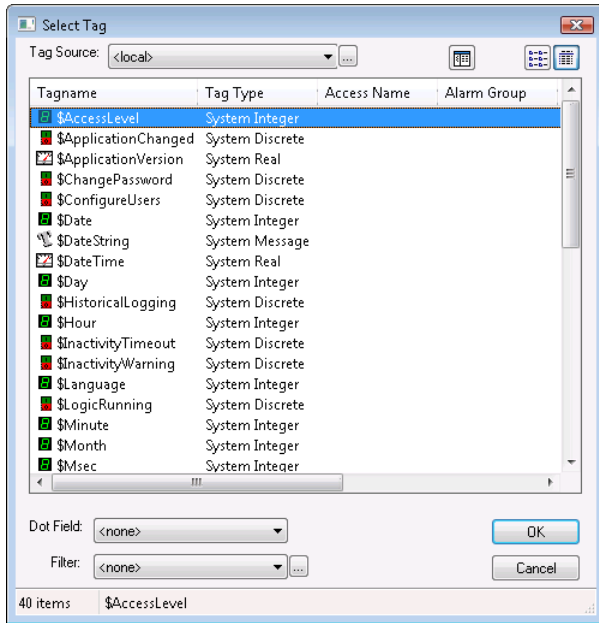 Select Tag
Tag Source: <local> ...
Tagname Tag Type Access Name Alarm Group
$AccessLevel System Integer
$ApplicationChanged System Discrete
$ApplicationVersion System Real
$ChangePassword System Discrete
$ConfigureUsers System Discrete
$Date System Integer
$DateString System Message
$DateTime System Real
$Day System Integer
$HistoricalLogging System Discrete
$Hour System Integer
$InactivityTimeout System Discrete
$InactivityWarning System Discrete
$Language System Integer
$LogicRunning System Discrete
$Minute System Integer
$Month System Integer
$Msec System Integer
Dot Field: <none> OK
Filter: <none> ... Cancel
40 items $AccessLevel